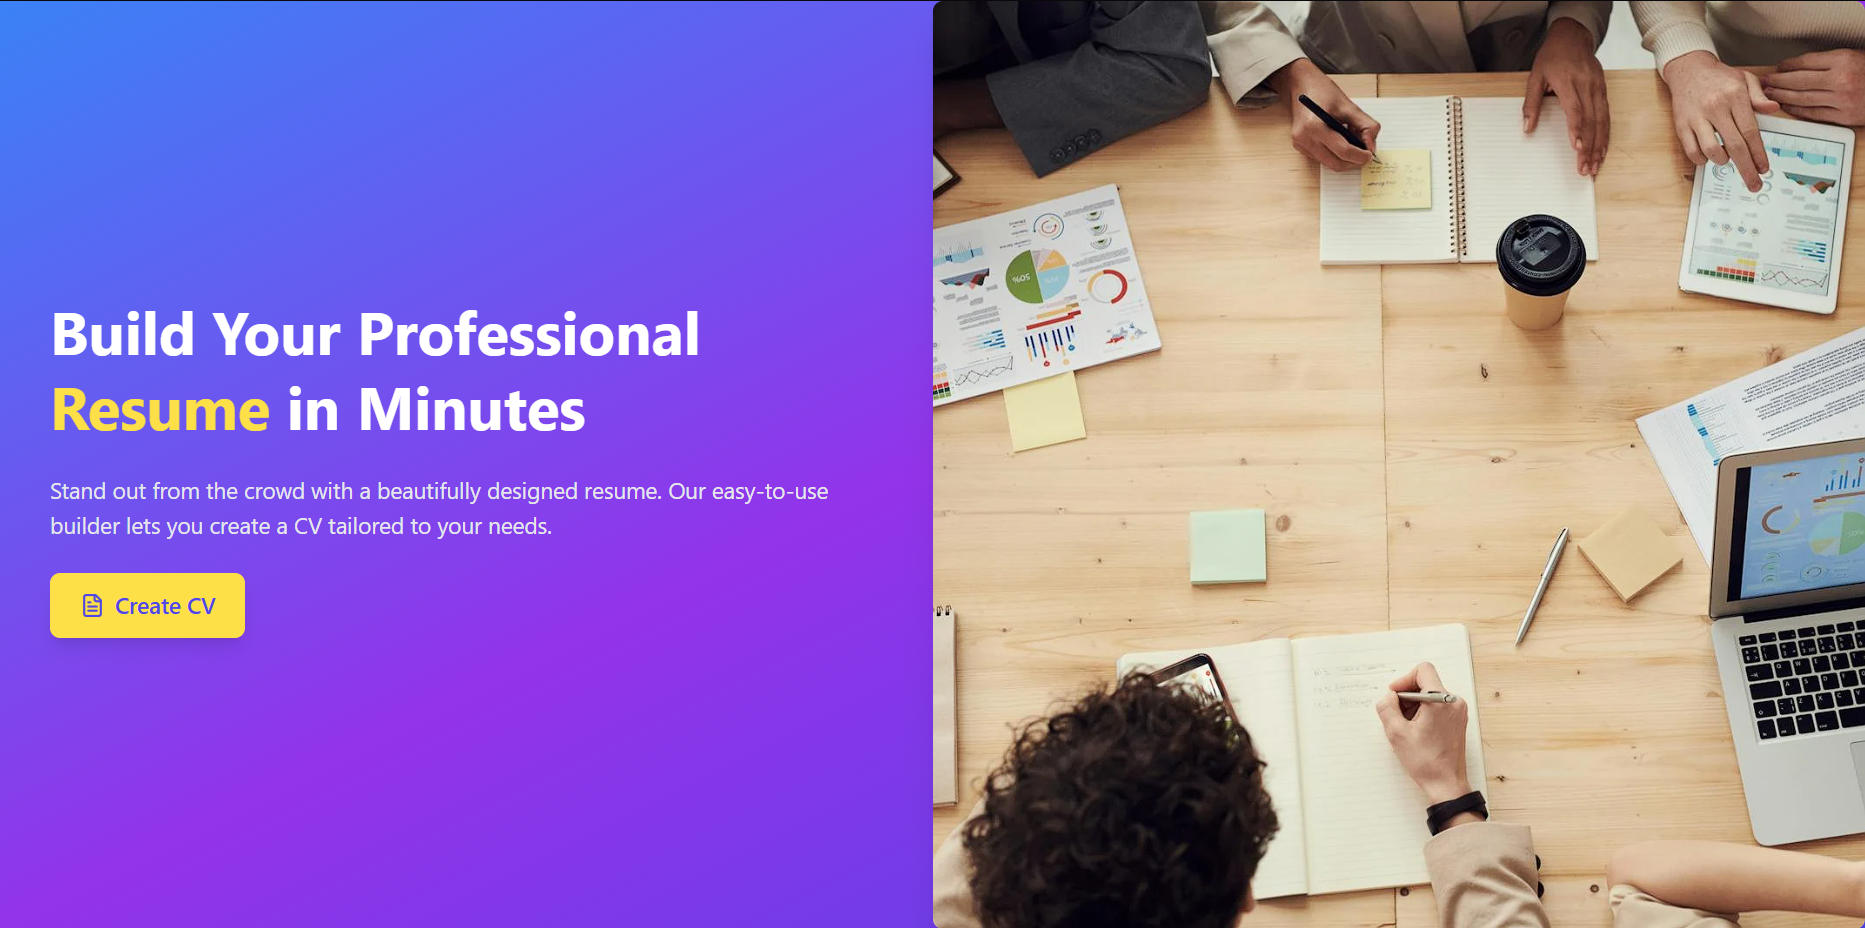 Build Your Professional
Resume in Minutes
Stand out from the crowd with a beautifully designed resume. Our easy-to-use
builder lets you create a CV tailored to your needs.
Create CV
50%